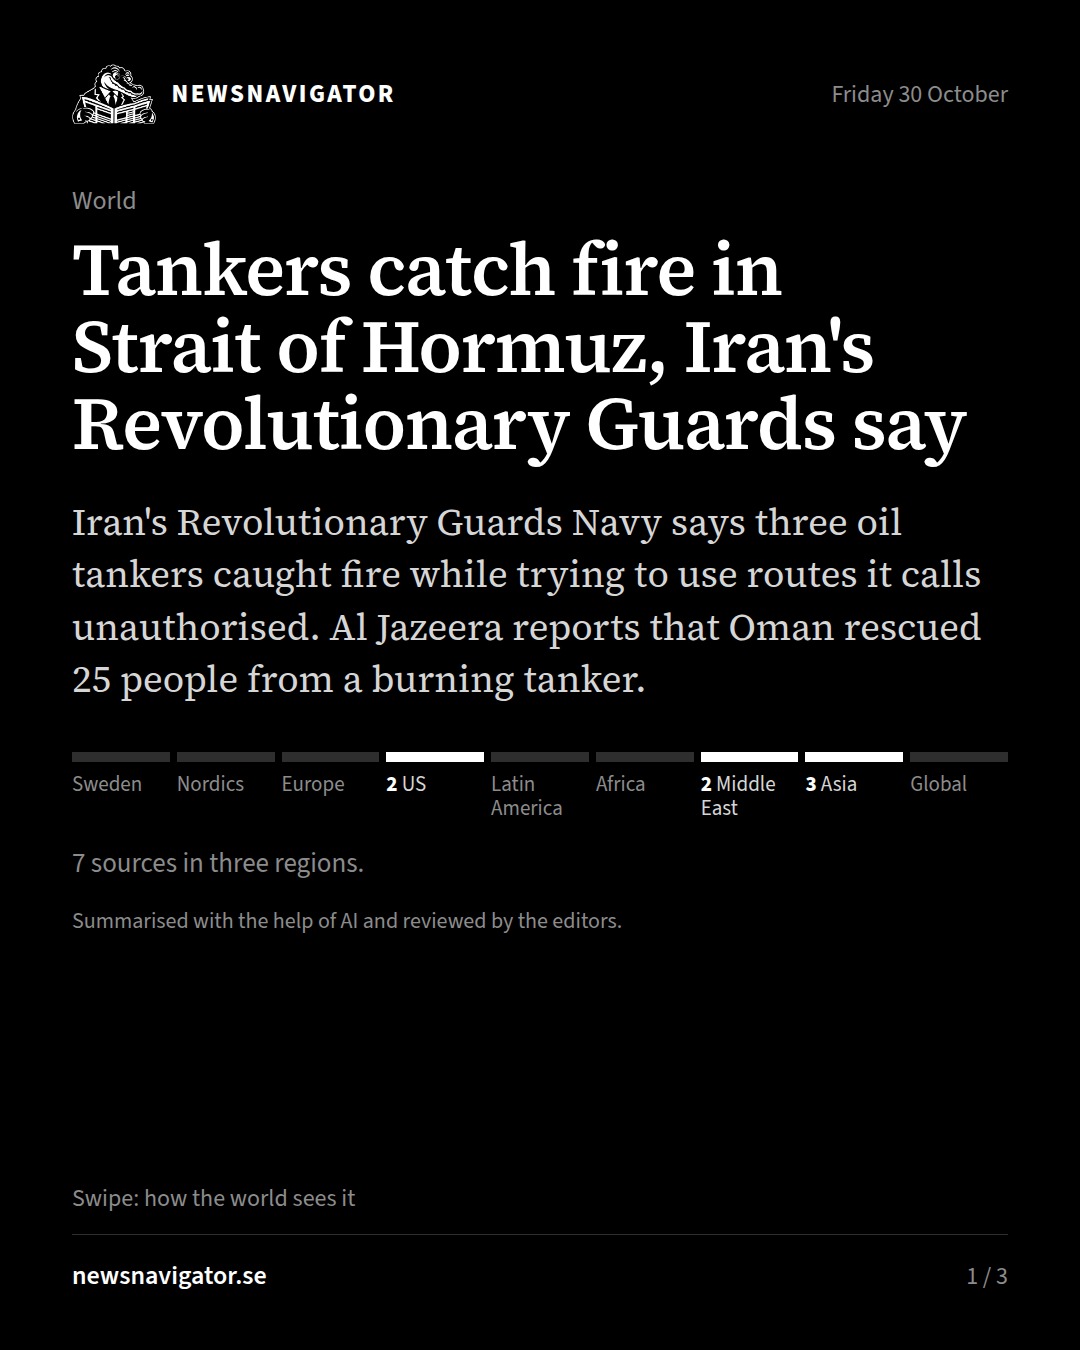 NEWSNAVIGATOR
Friday 30 October
World
Tankers catch fire in
Strait of Hormuz, Iran's
Revolutionary Guards say
Iran's Revolutionary Guards Navy says three oil
tankers caught fire while trying to use routes it calls
unauthorised. Al Jazeera reports that Oman rescued
25 people from a burning tanker.
Sweden
Nordics
Europe
2 US
Latin
America
Africa
2 Middle
East
3 Asia
Global
7 sources in three regions.
Summarised with the help of AI and reviewed by the editors.
Swipe: how the world sees it
newsnavigator.se
1 / 3